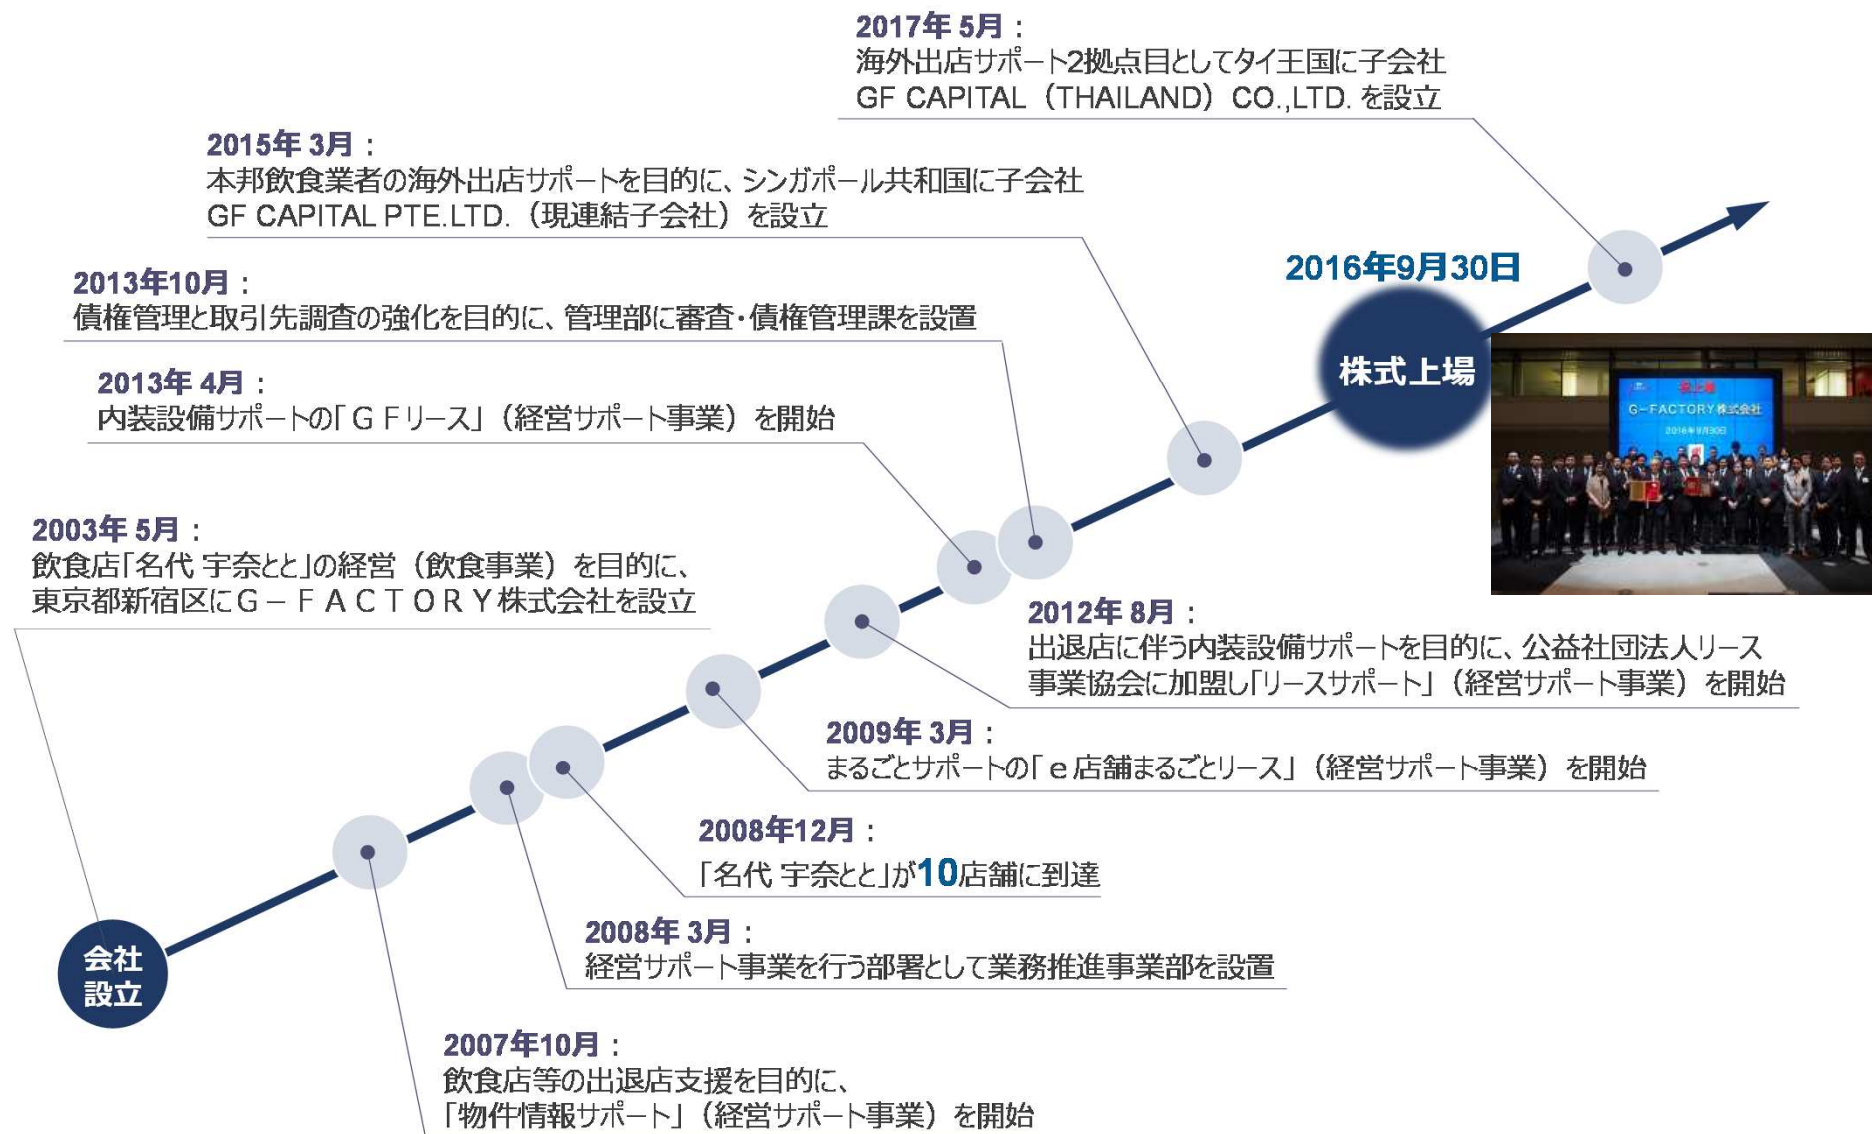 2017年 5月：
海外出店サポート2拠点目としてタイ王国に子会社
GF CAPITAL（THAILAND）CO.,LTD. を設立
2015年 3月：
本邦飲食業者の海外出店サポートを目的に、シンガポール共和国に子会社
GF CAPITAL PTE.LTD.（現連結子会社）を設立
2016年9月30日
株式上場
2013年10月：
債権管理と取引先調査の強化を目的に、管理部に審査・債権管理課を設置
2013年 4月：
内装設備サポートの「ＧＦリース」（経営サポート事業）を開始
祝上場
G-FACTORY株式会社
2016年9月30日
2003年 5月：
飲食店「名代 宇奈とと」の経営（飲食事業）を目的に、
東京都新宿区にＧ－ＦＡＣＴＯＲＹ株式会社を設立
2012年 8月：
出退店に伴う内装設備サポートを目的に、公益社団法人リース
事業協会に加盟し「リースサポート」（経営サポート事業）を開始
2009年 3月：
まるごとサポートの「ｅ店舗まるごとリース」（経営サポート事業）を開始
2008年12月：
「名代 宇奈とと」が10店舗に到達
2008年 3月：
経営サポート事業を行う部署として業務推進事業部を設置
会社
設立
2007年10月：
飲食店等の出退店支援を目的に、
「物件情報サポート」（経営サポート事業）を開始